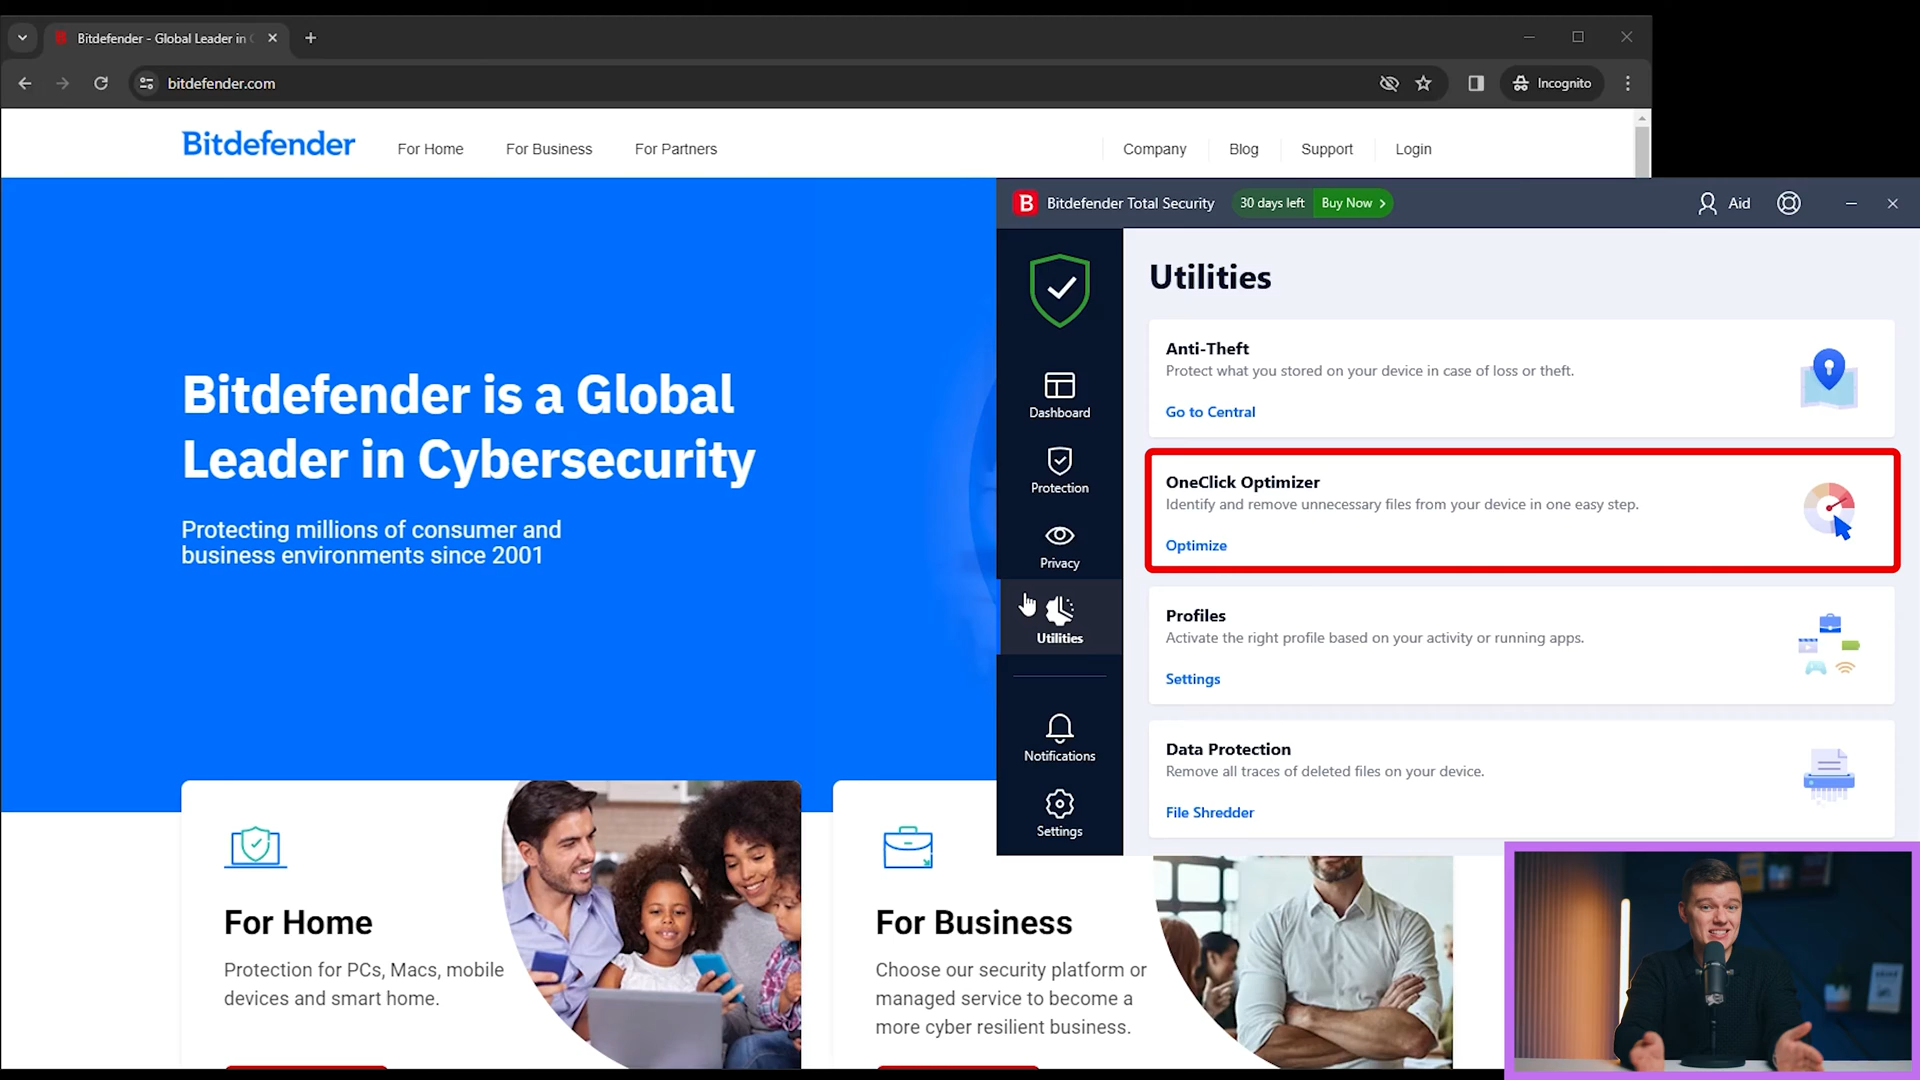 Bitdefender - Global Leader in C
bitdefender.com
Incognito
Bitdefender
For Home
For Business
For Partners
Company
Blog
Support
Login
Bitdefender is a Global
Leader in Cybersecurity
Protecting millions of consumer and
business environments since 2001
For Home
Protection for PCs, Macs, mobile
devices and smart home.
For Business
Choose our security platform or
managed service to become a
more cyber resilient business.
B
Bitdefender Total Security
30 days left
Buy Now
Aid
Dashboard
Protection
Privacy
Utilities
Notifications
Settings
Utilities
Anti-Theft
Protect what you stored on your device in case of loss or theft.
Go to Central
OneClick Optimizer
Identify and remove unnecessary files from your device in one easy step.
Optimize
Profiles
Activate the right profile based on your activity or running apps.
Settings
Data Protection
Remove all traces of deleted files on your device.
File Shredder